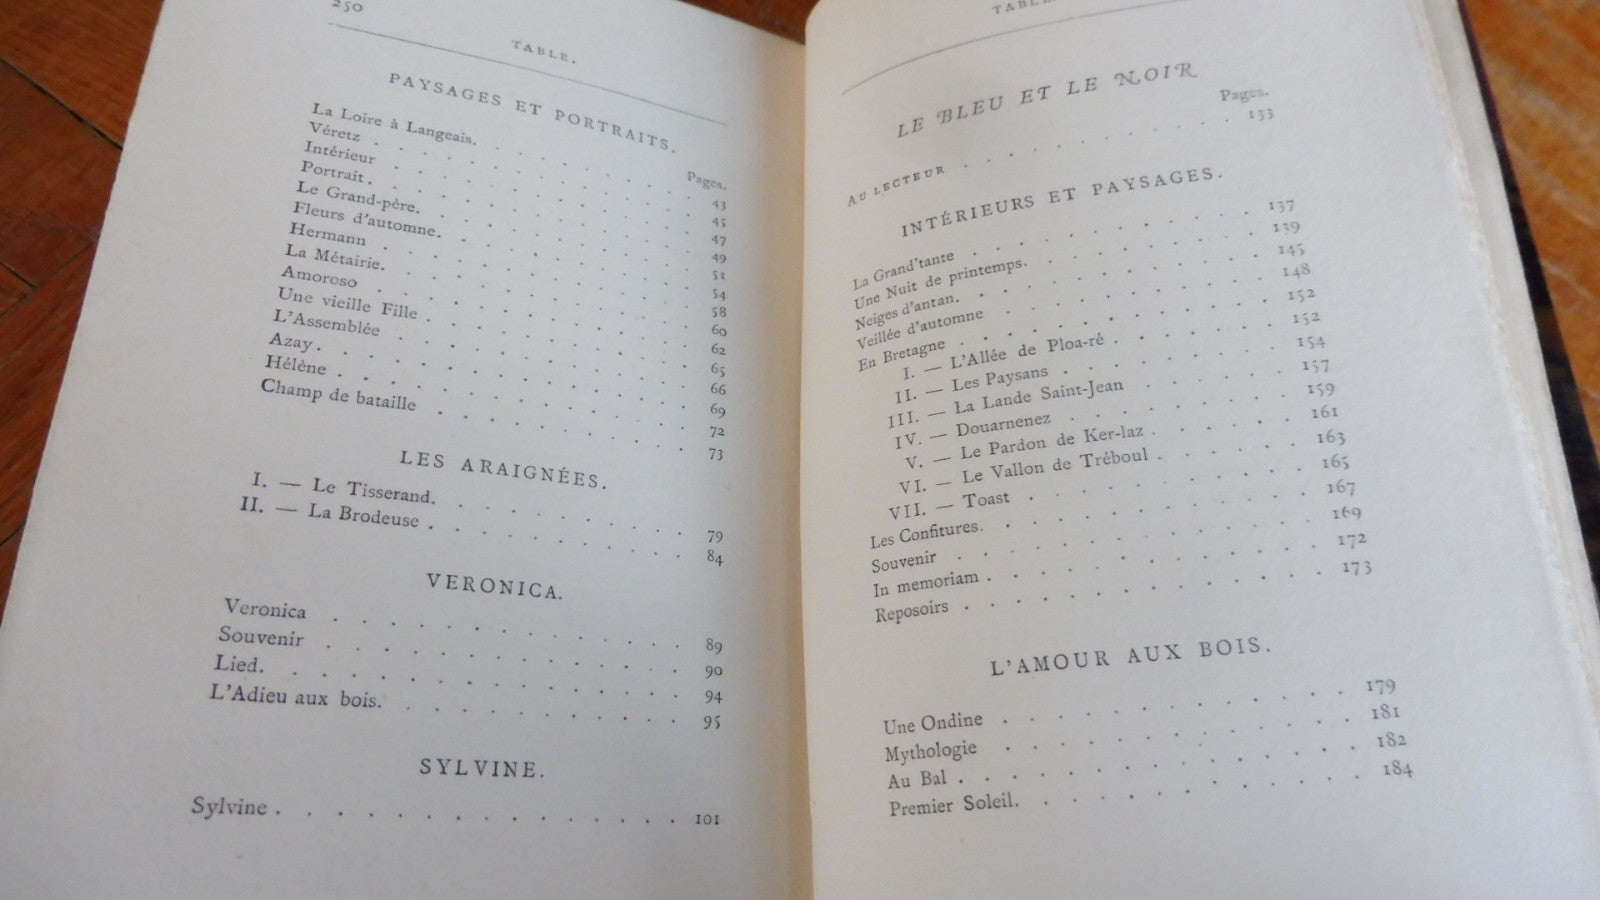 250
TABLE.
PAYSAGES ET PORTRAITS.
Pages.
La Loire à Langeais. . . . . 43
Véretz . . . . . . . . . . 45
Intérieur . . . . . . . . . . 47
Portrait. . . . . . . . . . 49
Le Grand-père. . . . . . . . . 51
Fleurs d'automne. . . . . . . . . 54
Hermann . . . . . . . . . . 58
La Métairie. . . . . . . . . . 60
Amoroso . . . . . . . . . . 62
Une vieille Fille . . . . . . . . . 65
L'Assemblée . . . . . . . . . 66
Azay . . . . . . . . . . . 69
Hélène . . . . . . . . . . . 72
Champ de bataille . . . . . . . . 73
LES ARAIGNÉES.
I. — Le Tisserand. . . . . . . . . 79
II. — La Brodeuse . . . . . . . . . 84
VERONICA.
Veronica . . . . . . . . . . . . 89
Souvenir . . . . . . . . . . . . 90
Lied. . . . . . . . . . . . . 94
L'Adieu aux bois. . . . . . . . . . 95
SYLVINE.
Sylvine . . . . . . . . . . . . . . 101
TABLE
LE BLEU ET LE NOIR
Pages.
AU LECTEUR . . . . . . . . . . 133
INTÉRIEURS ET PAYSAGES.
La Grand'tante . . . . . . . . . 137
Une Nuit de printemps. . . . . . . . 139
Neiges d'antan. . . . . . . . . . 145
Veillée d'automne . . . . . . . . . 148
En Bretagne . . . . . . . . . . 152
I. — L'Allée de Ploa-ré . . . . . . 152
II. — Les Paysans . . . . . . . . 154
III. — La Lande Saint-Jean . . . . . 157
IV. — Douarnenez . . . . . . . . 159
V. — Le Pardon de Ker-laz . . . . . 161
VI. — Le Vallon de Tréboul . . . . . 163
VII. — Toast . . . . . . . . . 165
Les Confitures. . . . . . . . . . . 167
Souvenir . . . . . . . . . . . . 169
In memoriam . . . . . . . . . . . 172
Reposoirs . . . . . . . . . . . . 173
L'AMOUR AUX BOIS.
Une Ondine . . . . . . . . . . . 179
Mythologie . . . . . . . . . . . 181
Au Bal . . . . . . . . . . . . 182
Premier Soleil. . . . . . . . . . . 184